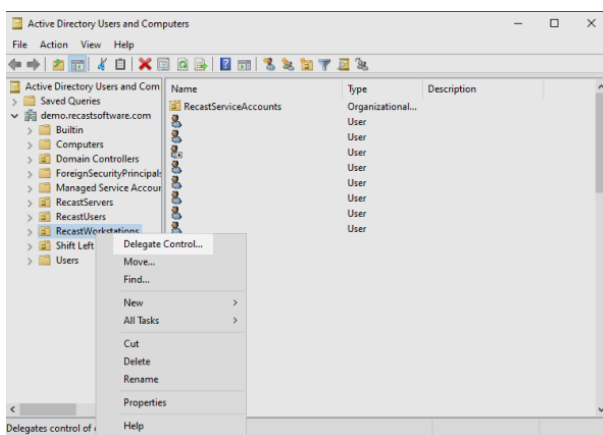 Active Directory Users and Computers
File Action View Help
Active Directory Users and Com
Name Type Description
Saved Queries
demo.recastsoftware.com
Builtin
Computers
Domain Controllers
ForeignSecurityPrincipals
Managed Service Accour
RecastServers
RecastUsers
RecastWorkstations
Shift Left
Users
RecastServiceAccounts Organizational...
User
User
User
User
User
User
User
User
Delegate Control...
Move...
Find...
New
All Tasks
Cut
Delete
Rename
Properties
Help
Delegates control of